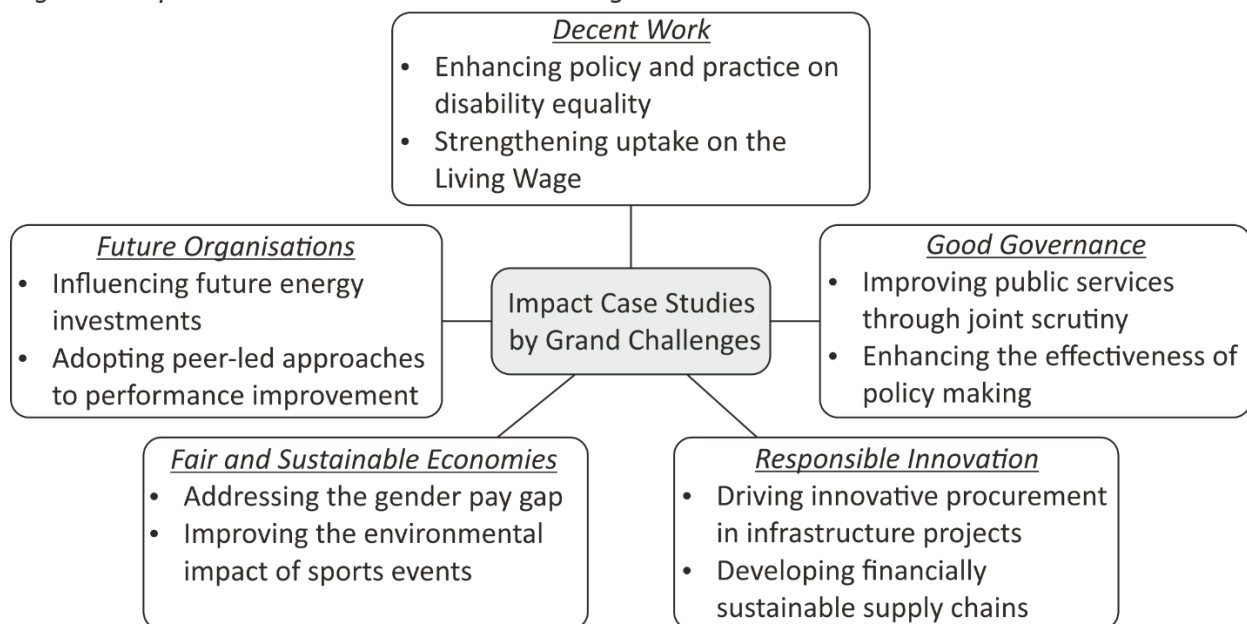 Decent Work
• Enhancing policy and practice on
disability equality
• Strengthening uptake on the
Living Wage
Future Organisations
• Influencing future energy
investments
• Adopting peer-led approaches
to performance improvement
Impact Case Studies
by Grand Challenges
Good Governance
• Improving public services
through joint scrutiny
• Enhancing the effectiveness of
policy making
Fair and Sustainable Economies
• Addressing the gender pay gap
• Improving the environmental
impact of sports events
Responsible Innovation
• Driving innovative procurement
in infrastructure projects
• Developing financially
sustainable supply chains